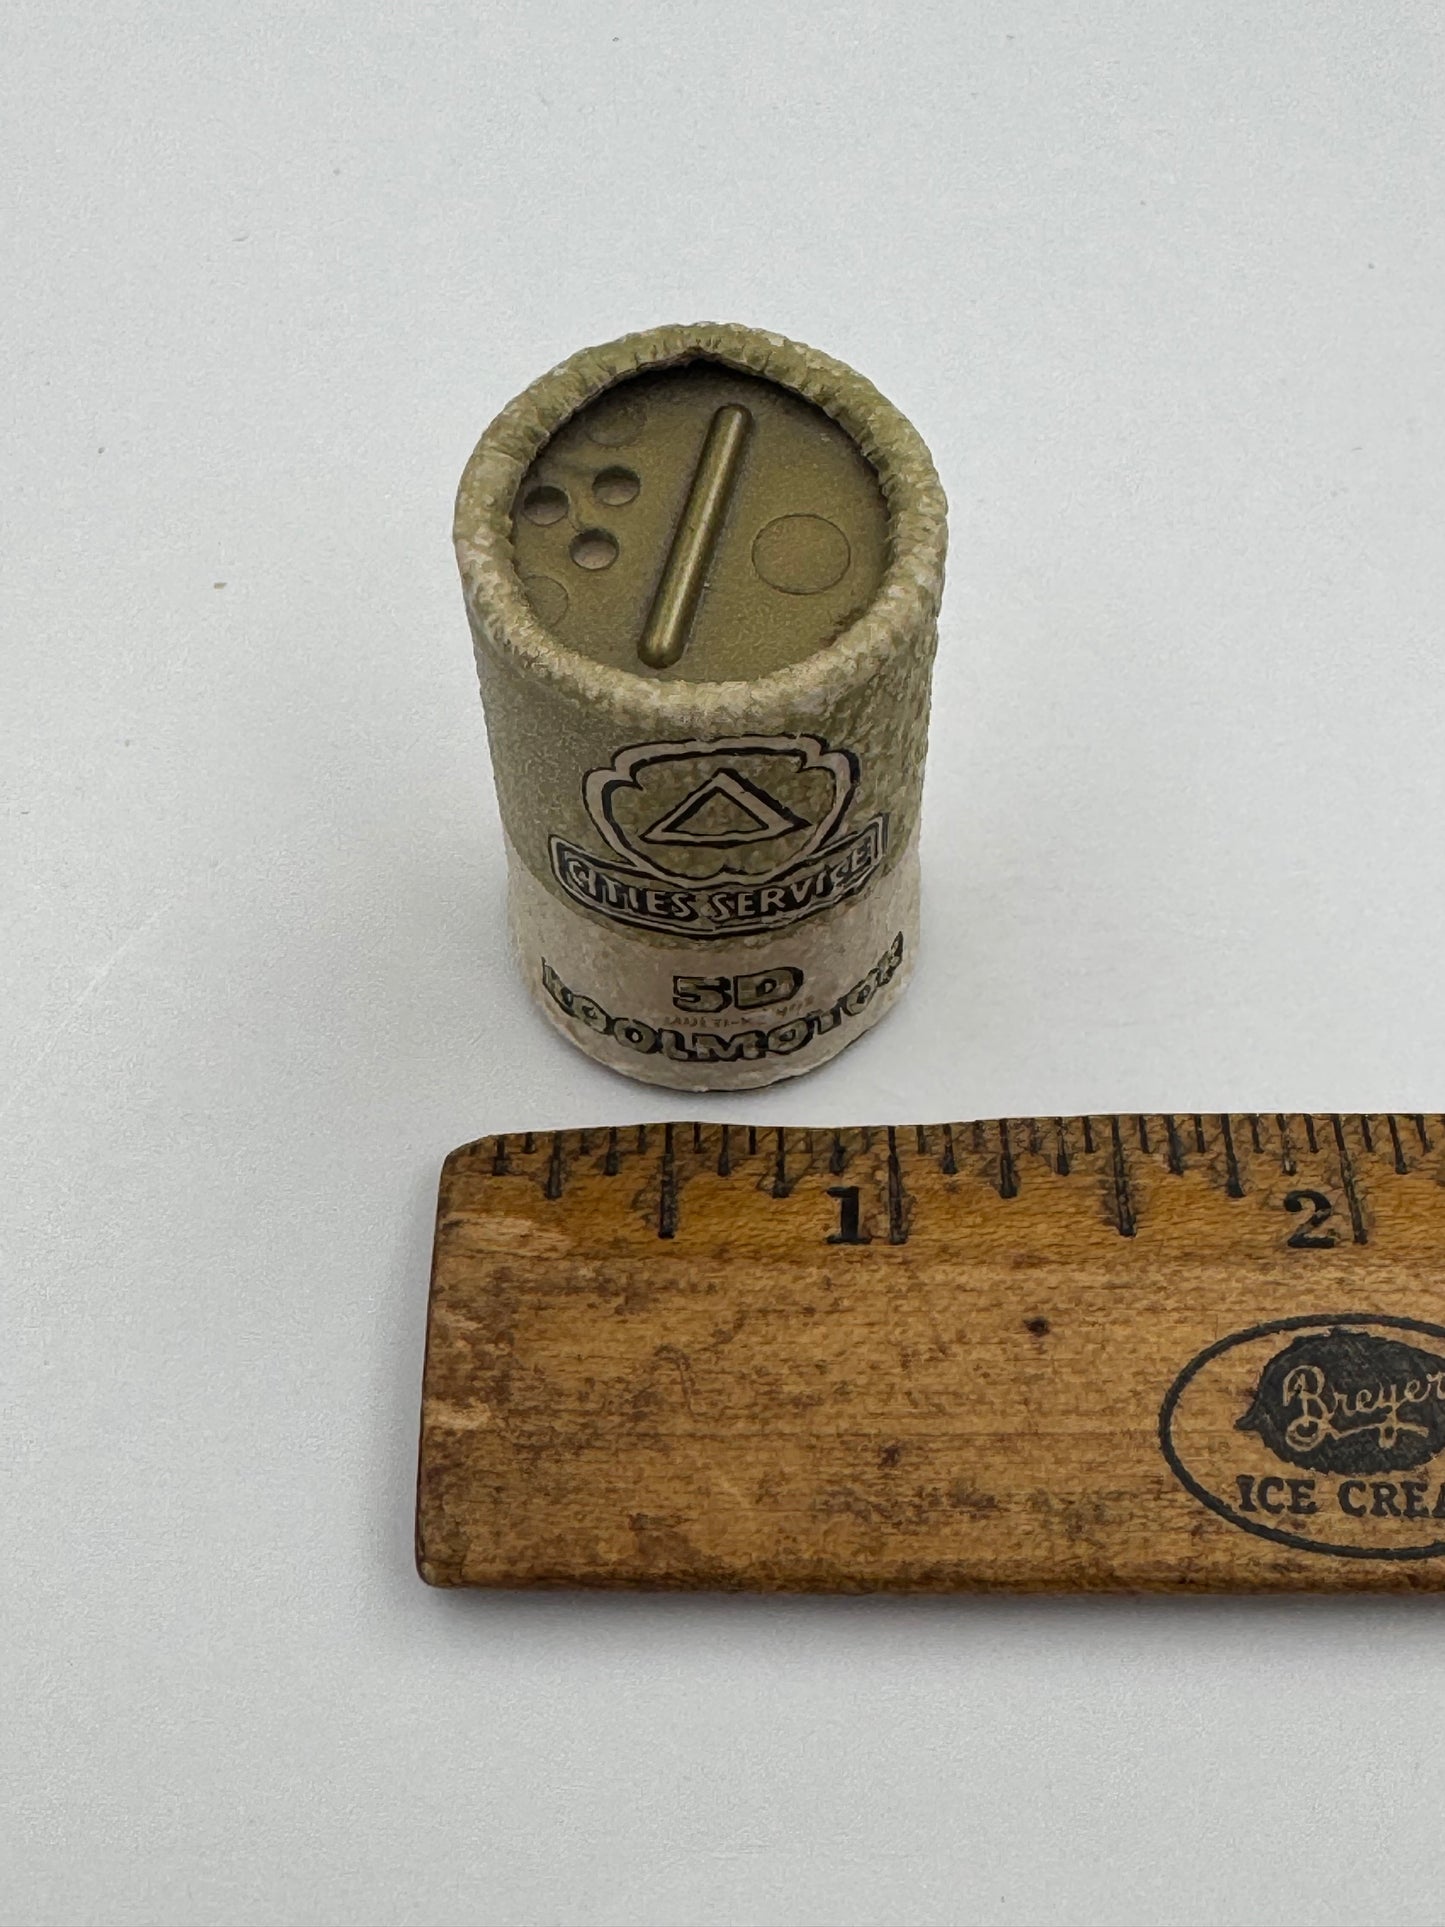 CITIES SERVICE
5D
KOOLMOTOR
1 2
Breyer
ICE CREA